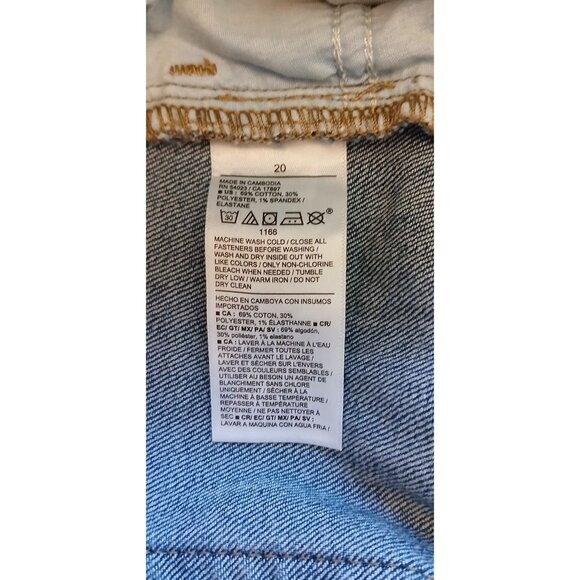 20
MADE IN CAMBODIA
RN 54023 / CA 17897
■ US : 69% COTTON, 30%
POLYESTER, 1% SPANDEX /
ELASTANE
30
®
1166
MACHINE WASH COLD / CLOSE ALL
FASTENERS BEFORE WASHING /
WASH AND DRY INSIDE OUT WITH
LIKE COLORS / ONLY NON-CHLORINE
BLEACH WHEN NEEDED / TUMBLE
DRY LOW / WARM IRON / DO NOT
DRY CLEAN
HECHO EN CAMBOYA CON INSUMOS
IMPORTADOS
■ CA : 69% COTON, 30%
POLYESTER, 1% ÉLASTHANNE ■ CR/
EC/ GT/ MX/ PA/ SV : 69% algodón,
30% poliéster, 1% elastano
■ CA : LAVER À LA MACHINE À L'EAU
FROIDE / FERMER TOUTES LES
ATTACHES AVANT LE LAVAGE /
LAVER ET SÉCHER SUR L'ENVERS
AVEC DES COULEURS SEMBLABLES /
UTILISER AU BESOIN UN AGENT DE
BLANCHIMENT SANS CHLORE
UNIQUEMENT / SÉCHER À LA
MACHINE À BASSE TEMPÉRATURE /
REPASSER À TEMPÉRATURE
MOYENNE / NE PAS NETTOYER À
SEC ■ CR/ EC/ GT/ MX/ PA/ SV :
LAVAR A MAQUINA CON AGUA FRIA /